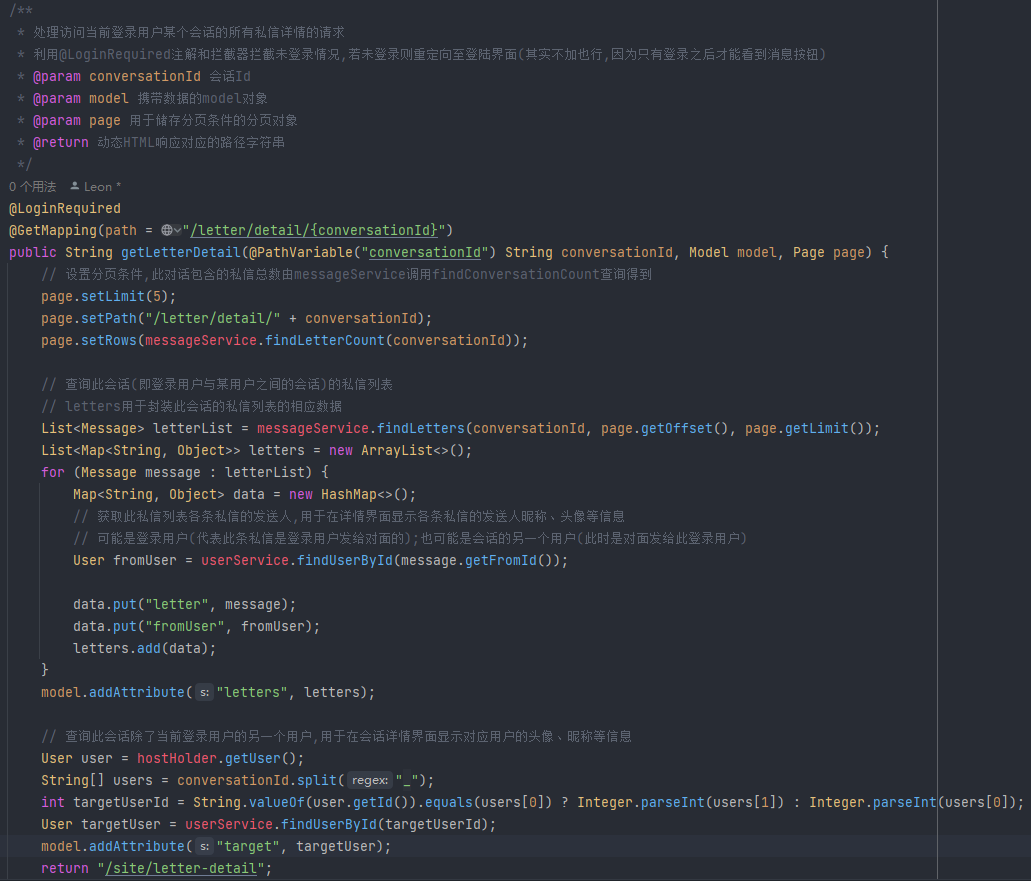 /**
 * 处理访问当前登录用户某个会话的所有私信详情的请求
 * 利用@LoginRequired注解和拦截器拦截未登录情况,若未登录则重定向至登陆界面(其实不加也行,因为只有登录之后才能看到消息按钮)
 * @param conversationId 会话Id
 * @param model 携带数据的model对象
 * @param page 用于储存分页条件的分页对象
 * @return 动态HTML响应对应的路径字符串
 */
0 个用法 Leon *
@LoginRequired
@GetMapping(path = "/letter/detail/{conversationId}")
public String getLetterDetail(@PathVariable("conversationId") String conversationId, Model model, Page page) {
    // 设置分页条件,此对话包含的私信总数由messageService调用findConversationCount查询得到
    page.setLimit(5);
    page.setPath("/letter/detail/" + conversationId);
    page.setRows(messageService.findLetterCount(conversationId));

    // 查询此会话(即登录用户与某用户之间的会话)的私信列表
    // letters用于封装此会话的私信列表的相应数据
    List<Message> letterList = messageService.findLetters(conversationId, page.getOffset(), page.getLimit());
    List<Map<String, Object>> letters = new ArrayList<>();
    for (Message message : letterList) {
        Map<String, Object> data = new HashMap<>();
        // 获取此私信列表各条私信的发送人,用于在详情界面显示各条私信的发送人昵称、头像等信息
        // 可能是登录用户(代表此条私信是登录用户发给对面的);也可能是会话的另一个用户(此时是对面发给此登录用户)
        User fromUser = userService.findUserById(message.getFromId());

        data.put("letter", message);
        data.put("fromUser", fromUser);
        letters.add(data);
    }
    model.addAttribute( s: "letters", letters);

    // 查询此会话除了当前登录用户的另一个用户,用于在会话详情界面显示对应用户的头像、昵称等信息
    User user = hostHolder.getUser();
    String[] users = conversationId.split( regex: "_");
    int targetUserId = String.valueOf(user.getId()).equals(users[0]) ? Integer.parseInt(users[1]) : Integer.parseInt(users[0]);
    User targetUser = userService.findUserById(targetUserId);
    model.addAttribute( s: "target", targetUser);
    return "/site/letter-detail";